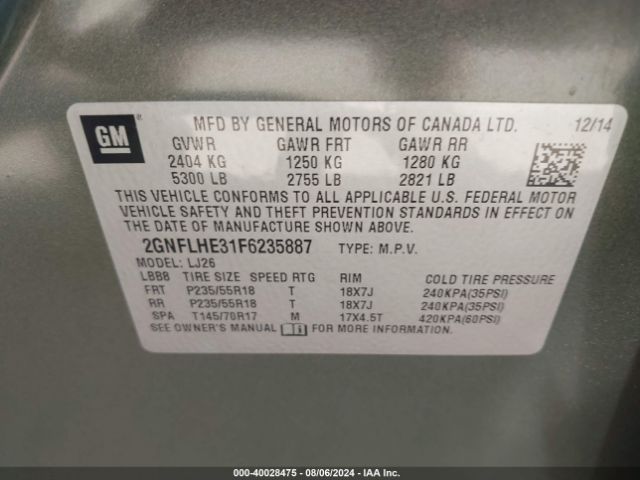 GM ®
MFD BY GENERAL MOTORS OF CANADA LTD. 12/14
GVWR GAWR FRT GAWR RR
2404 KG 1250 KG 1280 KG
5300 LB 2755 LB 2821 LB
THIS VEHICLE CONFORMS TO ALL APPLICABLE U.S. FEDERAL MOTOR
VEHICLE SAFETY AND THEFT PREVENTION STANDARDS IN EFFECT ON
THE DATE OF MANUFACTURE SHOWN ABOVE.
2GNFLHE31F6235887 TYPE: M.P.V.
MODEL: LJ26
LBB8 TIRE SIZE SPEED RTG RIM COLD TIRE PRESSURE
FRT P235/55R18 T 18X7J 240KPA(35PSI)
RR P235/55R18 T 18X7J 240KPA(35PSI)
SPA T145/70R17 M 17X4.5T 420KPA(60PSI)
SEE OWNER'S MANUAL FOR MORE INFORMATION.
000-40028475 - 08/06/2024 - IAAI.com